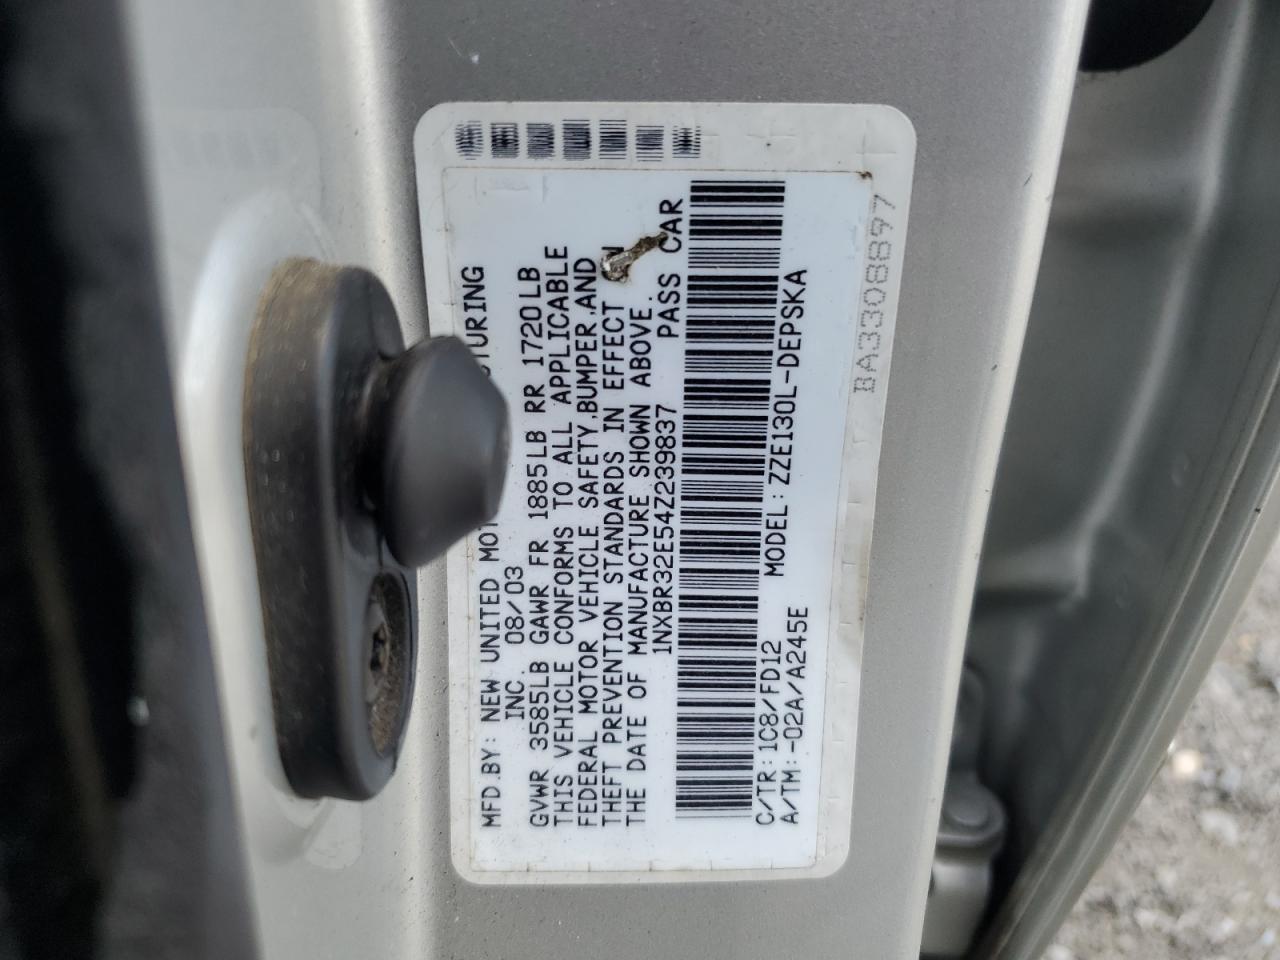 MFD.BY: NEW UNITED MOT TURING
INC. 08/03
GVWR 3585LB GAWR FR 1885LB RR 1720LB
THIS VEHICLE CONFORMS TO ALL APPLICABLE
FEDERAL MOTOR VEHICLE SAFETY,BUMPER,AND
THEFT PREVENTION STANDARDS IN EFFECT ON
THE DATE OF MANUFACTURE SHOWN ABOVE.
1NXBR32E54Z239837 PASS CAR
MODEL: ZZE130L-DEPSKA
C/TR: 1C8/FD12
A/TM: -02A/A245E
BA3308897